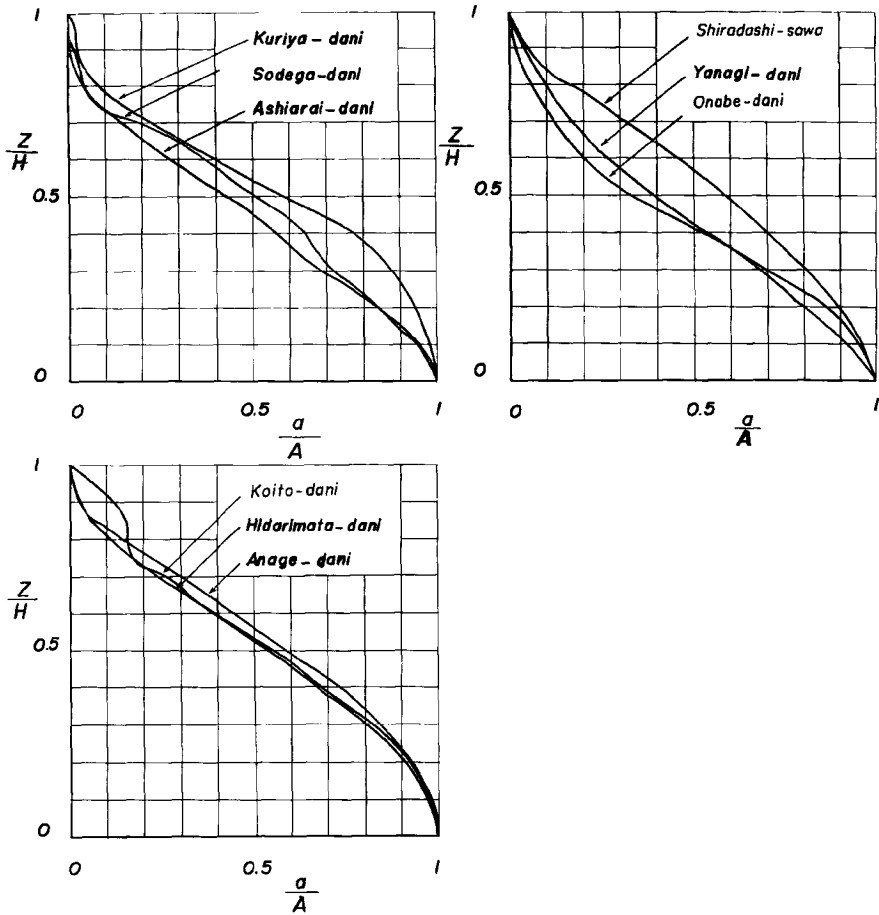 1
Kuriya-dani
Sodega-dani
Ashiarai-dani
Z
H
0.5
0
0
0.5
1
a
A
1
Shiradashi-sawa
Yanagi-dani
Onabe-dani
Z
H
0.5
0
0
0.5
1
a
A
1
Koito-dani
Hidarimata-dani
Anage-dani
Z
H
0.5
0
0
0.5
1
a
A